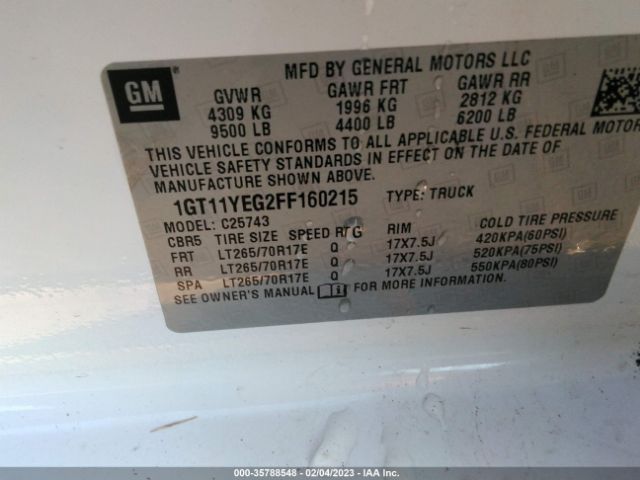 MFD BY GENERAL MOTORS LLC
GM
GVWR GAWR FRT GAWR RR
4309 KG 1996 KG 2812 KG
9500 LB 4400 LB 6200 LB
THIS VEHICLE CONFORMS TO ALL APPLICABLE U.S. FEDERAL MOTOR
VEHICLE SAFETY STANDARDS IN EFFECT ON THE DATE OF
MANUFACTURE SHOWN ABOVE.
1GT11YEG2FF160215 TYPE: TRUCK
MODEL: C25743
CBR5 TIRE SIZE SPEED RTG RIM COLD TIRE PRESSURE
FRT LT265/70R17E Q 17X7.5J 420KPA(60PSI)
RR LT265/70R17E Q 17X7.5J 520KPA(75PSI)
SPA LT265/70R17E Q 17X7.5J 550KPA(80PSI)
SEE OWNER'S MANUAL
000-35788548 - 02/04/2023 - IAA Inc.